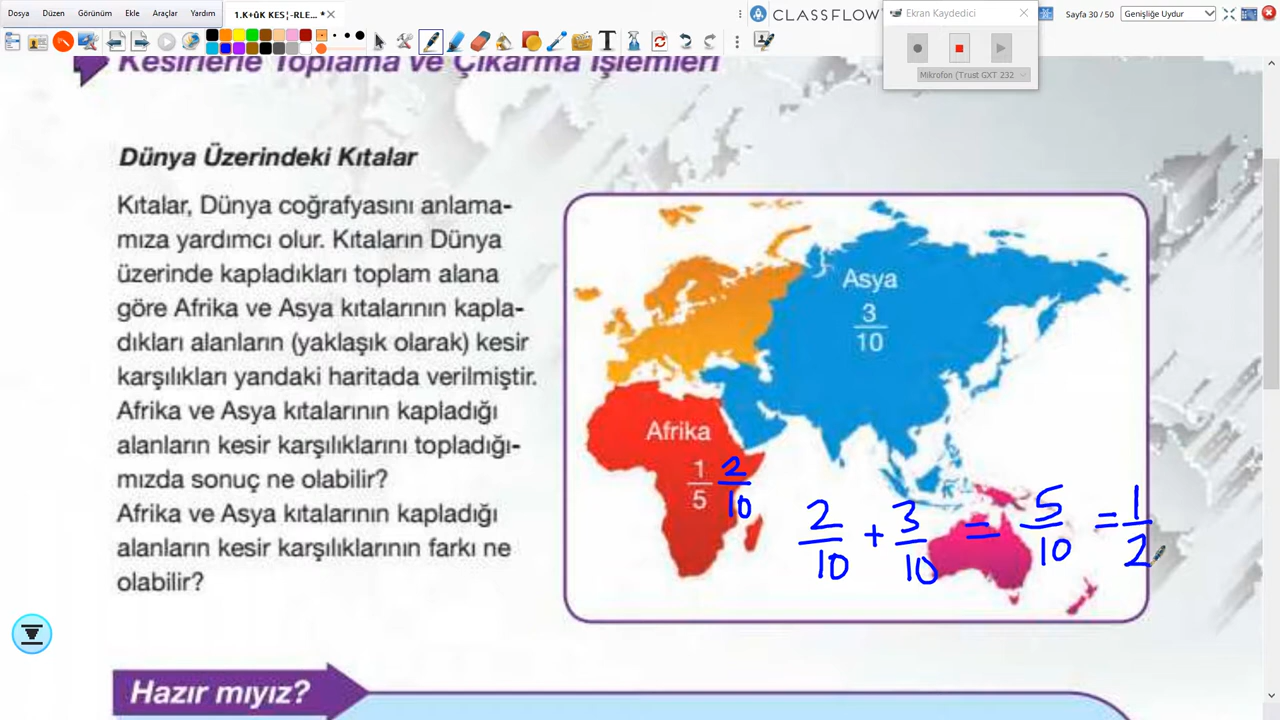 Dosya Düzen Görünüm Ekle Araçlar Yardım
CLASSFLOW
Ekran Kaydedici
Sayfa 30 / 50
Genişliğe Uydur
Mikrofon (Trust GXT 232
Kesirlerle Toplama ve Çıkarma İşlemleri
Dünya Üzerindeki Kıtalar
Kıtalar, Dünya coğrafyasını anlama-
mıza yardımcı olur. Kıtaların Dünya
üzerinde kapladıkları toplam alana
göre Afrika ve Asya kıtalarının kapla-
dıkları alanların (yaklaşık olarak) kesir
karşılıkları yandaki haritada verilmiştir.
Afrika ve Asya kıtalarının kapladığı
alanların kesir karşılıklarını topladığı-
mızda sonuç ne olabilir?
Afrika ve Asya kıtalarının kapladığı
alanların kesir karşılıklarının farkı ne
olabilir?
Asya
3/10
Afrika
1/5 2/10
2/10 + 3/10 = 5/10 = 1/2
Hazır mıyız?